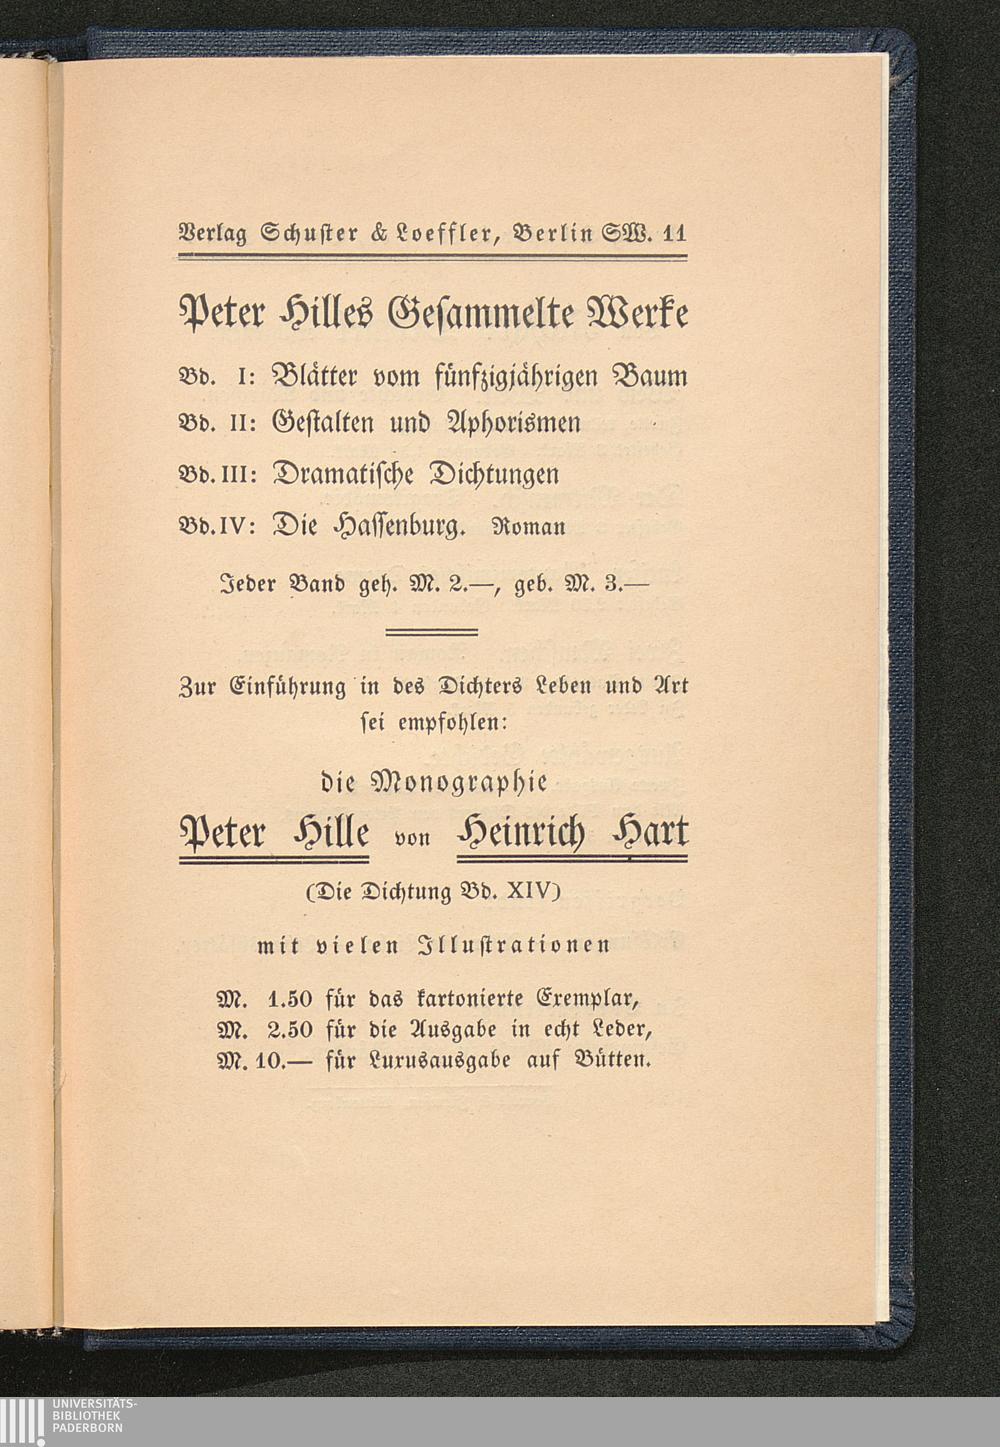 Verlag Schuster & Loeffler, Berlin SW. 11
Peter Hilles Gesammelte Werke
Bd. I: Blätter vom fünfzigjährigen Baum
Bd. II: Gestalten und Aphorismen
Bd. III: Dramatische Dichtungen
Bd. IV: Die Hassenburg. Roman
Jeder Band geh. M. 2.—, geb. M. 3.—
Zur Einführung in des Dichters Leben und Art
sei empfohlen:
die Monographie
Peter Hille von Heinrich Hart
(Die Dichtung Bd. XIV)
mit vielen Illustrationen
M. 1.50 für das kartonierte Exemplar,
M. 2.50 für die Ausgabe in echt Leder,
M. 10.— für Luxusausgabe auf Bütten.
UNIVERSITÄTS-
BIBLIOTHEK
PADERBORN